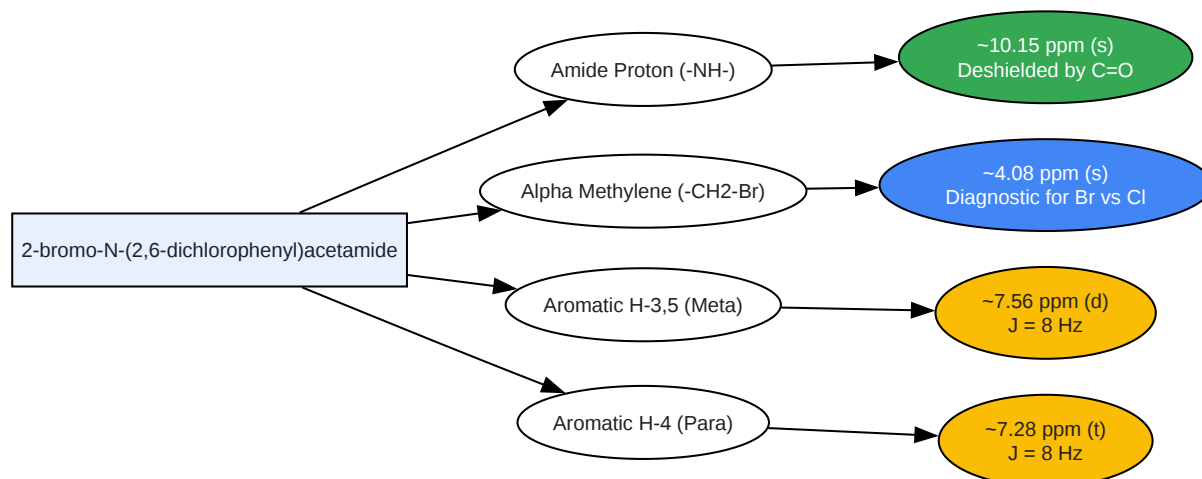 ~10.15 ppm (s)
Deshielded by C=O
Amide Proton (-NH-)
~4.08 ppm (s)
Diagnostic for Br vs Cl
Alpha Methylene (-CH2-Br)
2-bromo-N-(2,6-dichlorophenyl)acetamide
Aromatic H-3,5 (Meta)
~7.56 ppm (d)
J = 8 Hz
Aromatic H-4 (Para)
~7.28 ppm (t)
J = 8 Hz